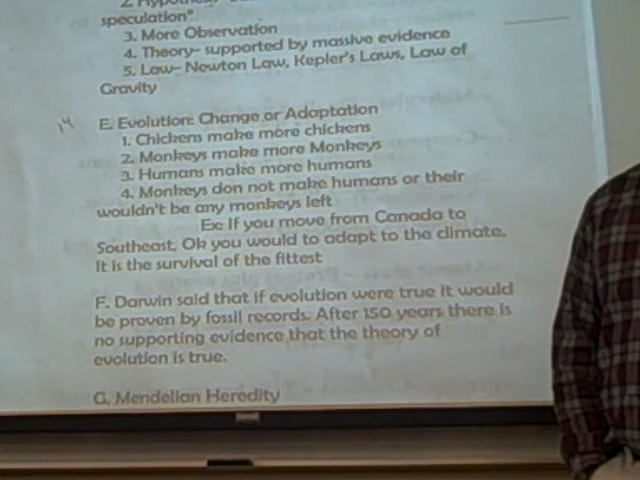 2. Hypothesis-
speculation"
3. More Observation
4. Theory- supported by massive evidence
5. Law- Newton Law, Kepler's Laws, Law of
Gravity
14
E. Evolution: Change or Adaptation
1. Chickens make more chickens
2. Monkeys make more Monkeys
3. Humans make more humans
4. Monkeys don not make humans or their
wouldn't be any monkeys left
Ex: If you move from Canada to
Southeast, Ok you would to adapt to the climate.
It is the survival of the fittest
F. Darwin said that if evolution were true it would
be proven by fossil records. After 150 years there is
no supporting evidence that the theory of
evolution is true.
G. Mendelian Heredity